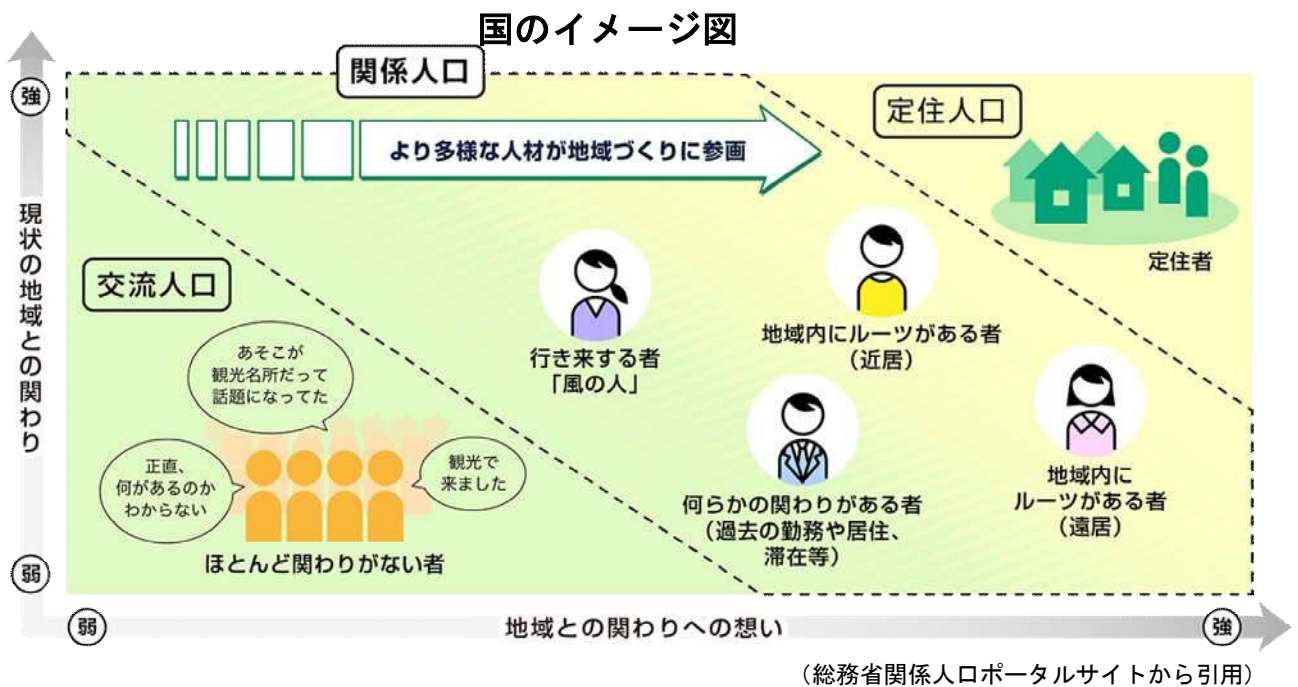 国のイメージ図
強
関係人口
定住人口
より多様な人材が地域づくりに参画
現状の地域との関わり
定住者
交流人口
行き来する者
「風の人」
地域内にルーツがある者
（近居）
あそこが
観光名所だって
話題になってた
正直、
何があるのか
わからない
観光で
来ました
ほとんど関わりがない者
何らかの関わりがある者
（過去の勤務や居住、
滞在等）
地域内に
ルーツがある者
（遠居）
弱
弱
地域との関わりへの想い
強
（総務省関係人口ポータルサイトから引用）